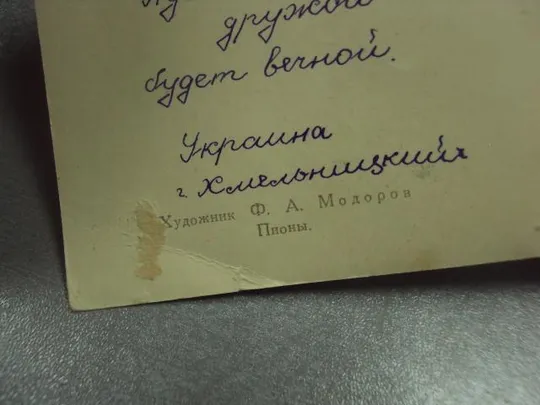 дружбой
будет вечной.
Украина
г. Хмельницкий
Художник Ф. А. Модоров
Пионы.